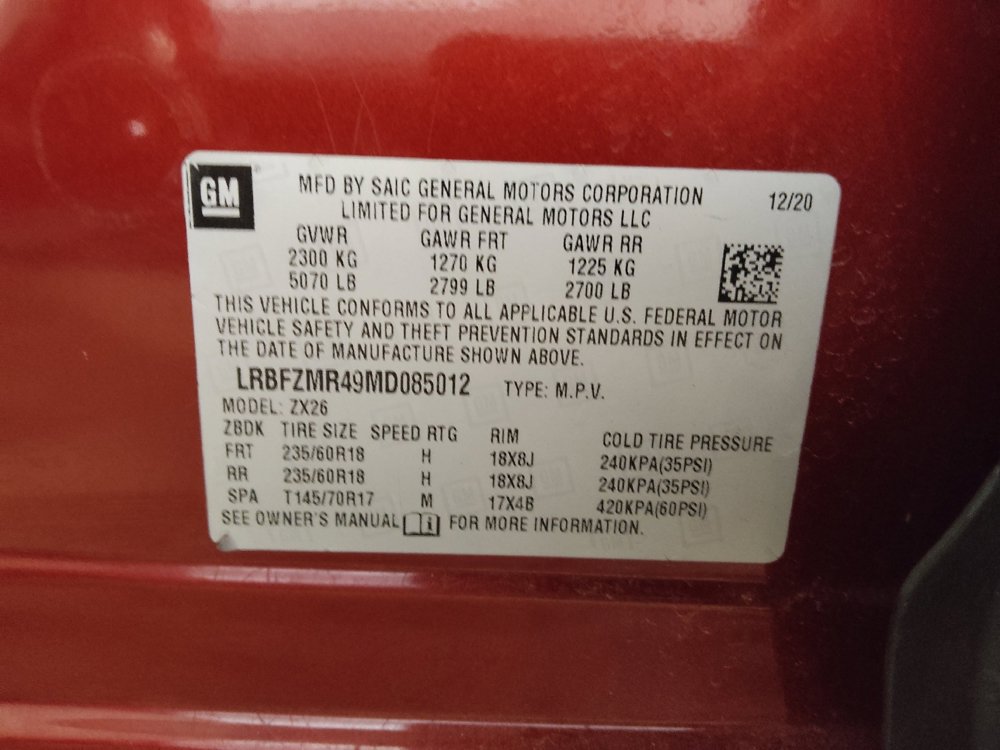 GM
MFD BY SAIC GENERAL MOTORS CORPORATION 12/20
LIMITED FOR GENERAL MOTORS LLC
GVWR GAWR FRT GAWR RR
2300 KG 1270 KG 1225 KG
5070 LB 2799 LB 2700 LB
THIS VEHICLE CONFORMS TO ALL APPLICABLE U.S. FEDERAL MOTOR
VEHICLE SAFETY AND THEFT PREVENTION STANDARDS IN EFFECT ON
THE DATE OF MANUFACTURE SHOWN ABOVE.
LRBFZMR49MD085012 TYPE: M.P.V.
MODEL: ZX26
ZBDK TIRE SIZE SPEED RTG RIM COLD TIRE PRESSURE
FRT 235/60R18 H 18X8J 240KPA(35PSI)
RR 235/60R18 H 18X8J 240KPA(35PSI)
SPA T145/70R17 M 17X4B 420KPA(60PSI)
SEE OWNER'S MANUAL FOR MORE INFORMATION.